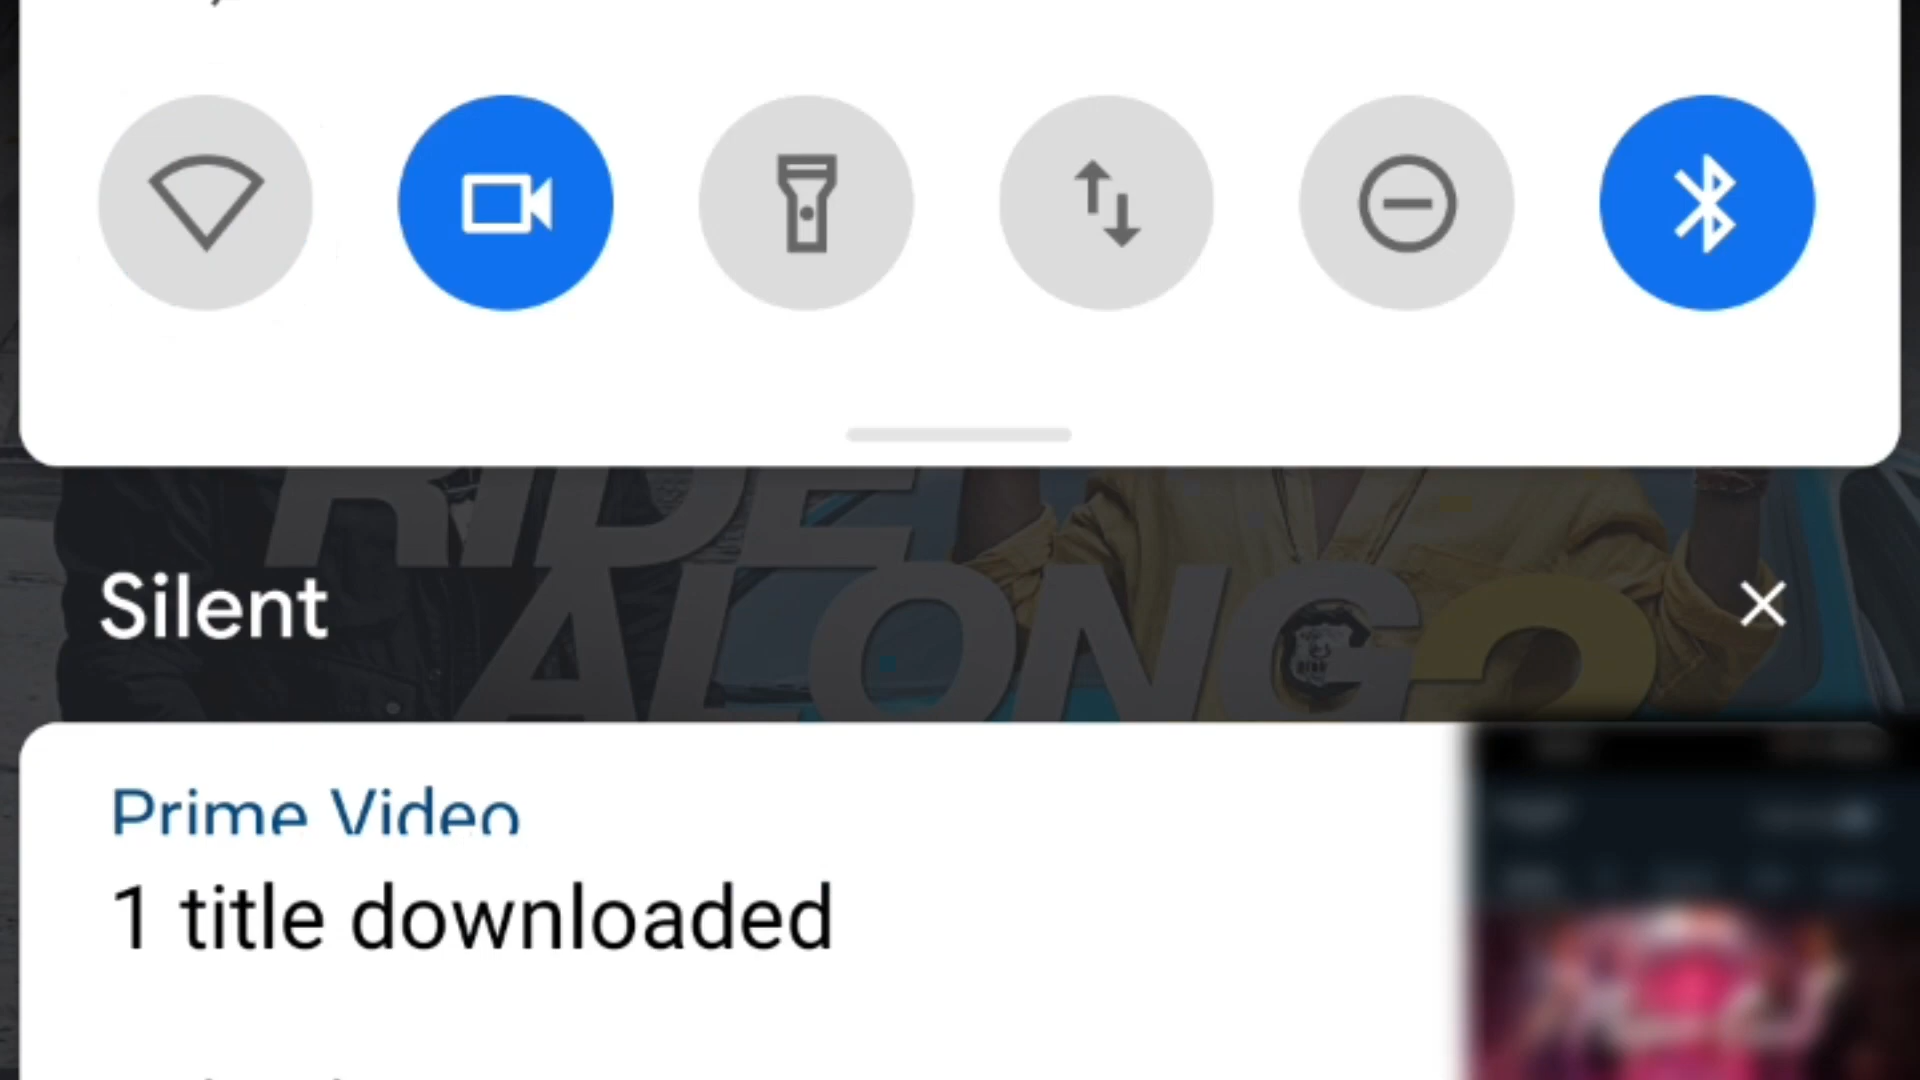 RIDE
ALONG 2
Silent
Prime Video
1 title downloaded